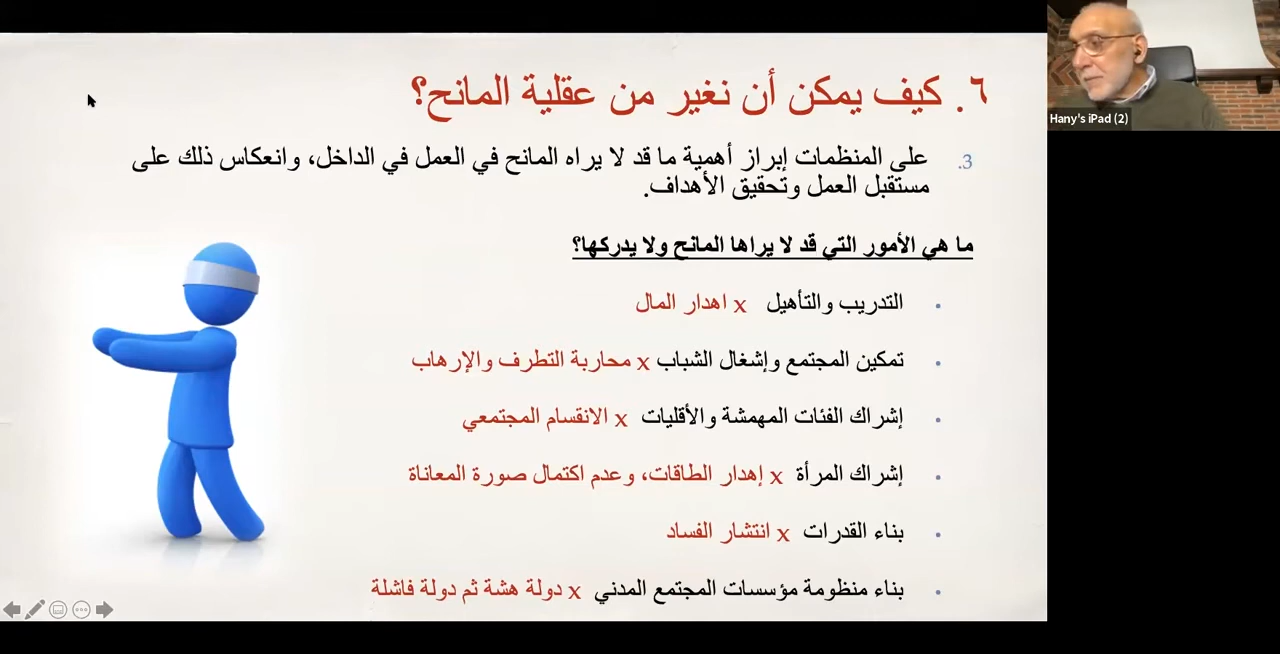 ٦. كيف يمكن أن نغير من عقلية المانح؟
3. على المنظمات إبراز أهمية ما قد لا يراه المانح في العمل في الداخل، وانعكاس ذلك على
مستقبل العمل وتحقيق الأهداف.
ما هي الأمور التي قد لا يراها المانح ولا يدركها؟
• التدريب والتأهيل x اهدار المال
• تمكين المجتمع وإشغال الشباب x محاربة التطرف والإرهاب
• إشراك الفئات المهمشة والأقليات x الانقسام المجتمعي
• إشراك المرأة x إهدار الطاقات، وعدم اكتمال صورة المعاناة
• بناء القدرات x انتشار الفساد
• بناء منظومة مؤسسات المجتمع المدني x دولة هشة ثم دولة فاشلة
Hany's iPad (2)